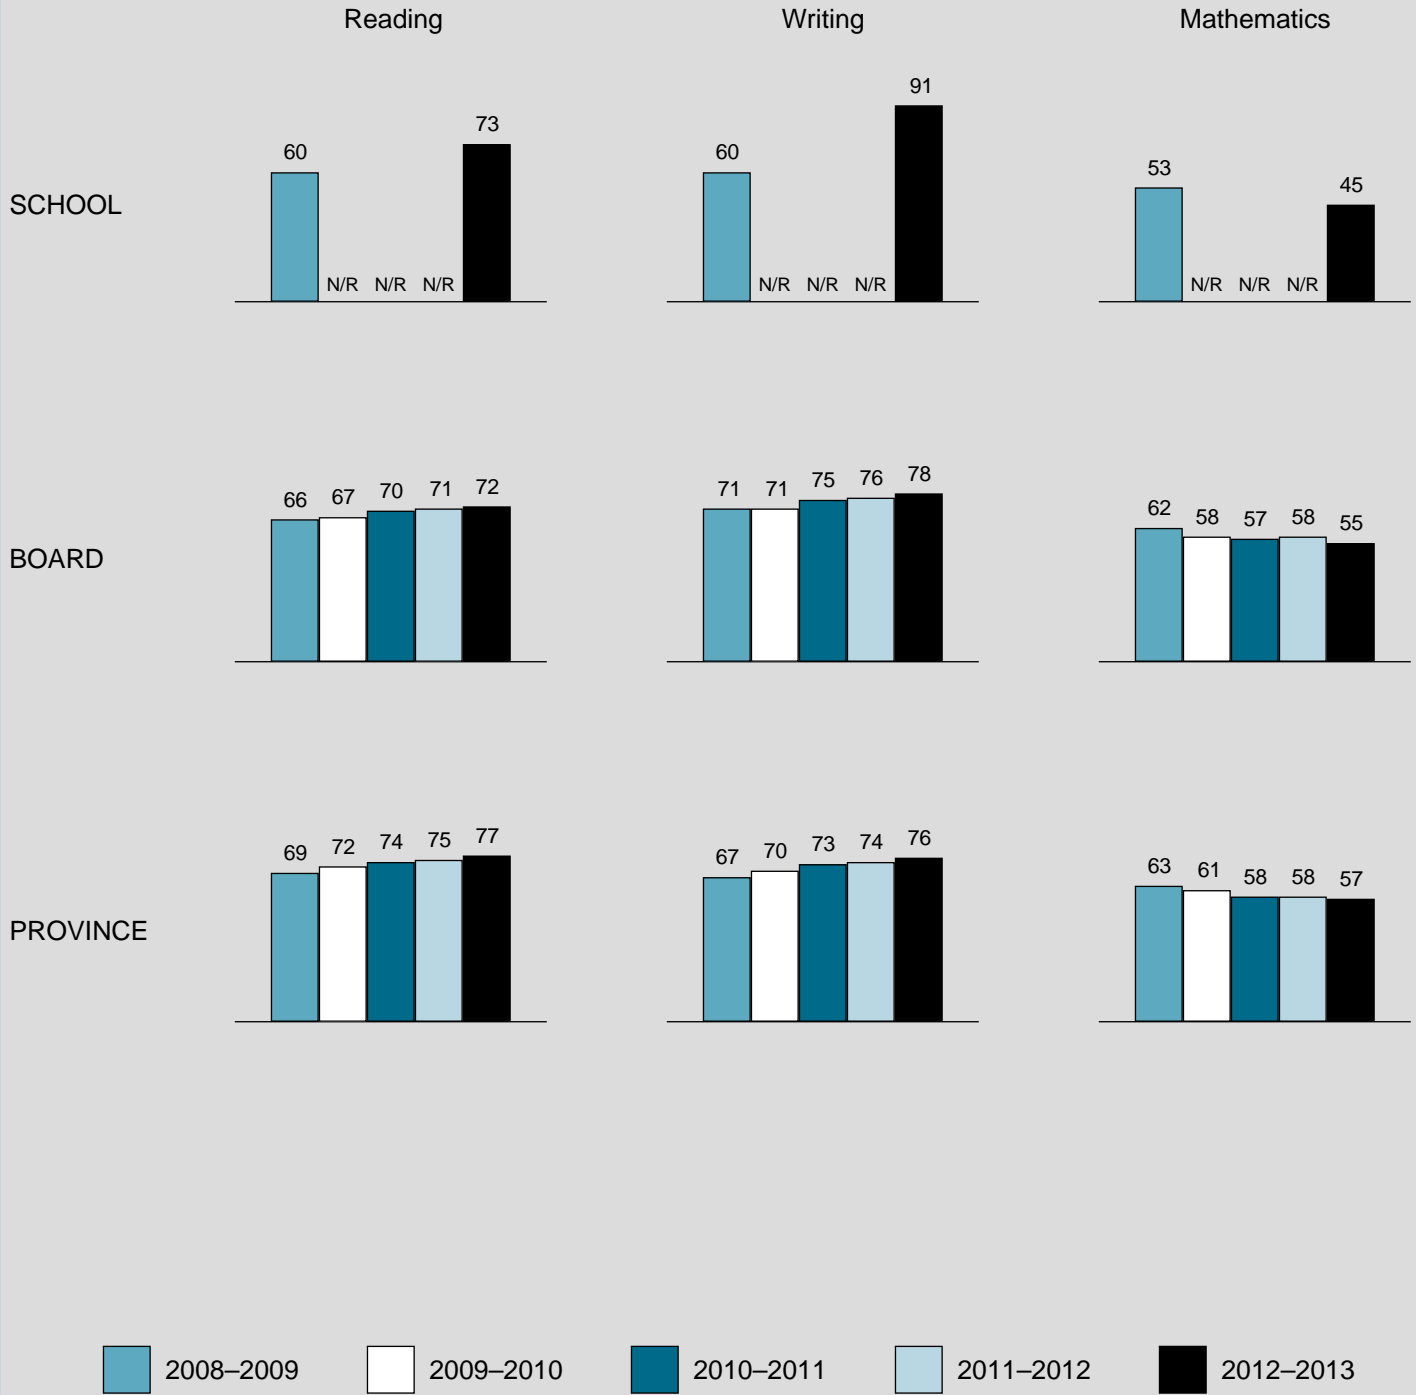 Reading Writing Mathematics
SCHOOL
60 N/R N/R N/R 73
60 N/R N/R N/R 91
53 N/R N/R N/R 45
BOARD
66 67 70 71 72
71 71 75 76 78
62 58 57 58 55
PROVINCE
69 72 74 75 77
67 70 73 74 76
63 61 58 58 57
2008–2009 2009–2010 2010–2011 2011–2012 2012–2013